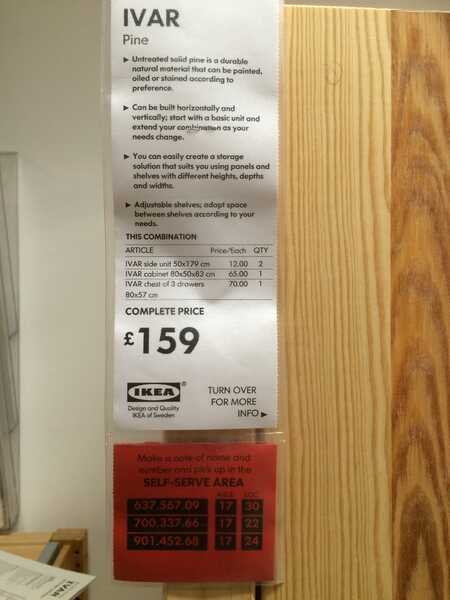 IVAR
Pine
▸ Untreated solid pine is a durable
natural material that can be painted,
oiled or stained according to
preference.
▸ Can be built horizontally and
vertically; start with a basic unit and
extend your combination as your
needs change.
▸ You can easily create a storage
solution that suits you using panels and
shelves with different heights, depths
and widths.
▸ Adjustable shelves; adapt space
between shelves according to your
needs.
THIS COMBINATION
ARTICLE Price/Each QTY
IVAR side unit 50x179 cm 12.00 2
IVAR cabinet 80x50x83 cm 65.00 1
IVAR chest of 3 drawers 70.00 1
80x57 cm
COMPLETE PRICE
£159
IKEA®
Design and Quality
IKEA of Sweden
TURN OVER
FOR MORE
INFO ▸
Make a note of name and
number and pick up in the
SELF-SERVE AREA
AISLE LOC
637.567.09 17 30
700.337.66 17 22
901.452.68 17 24
IVAR